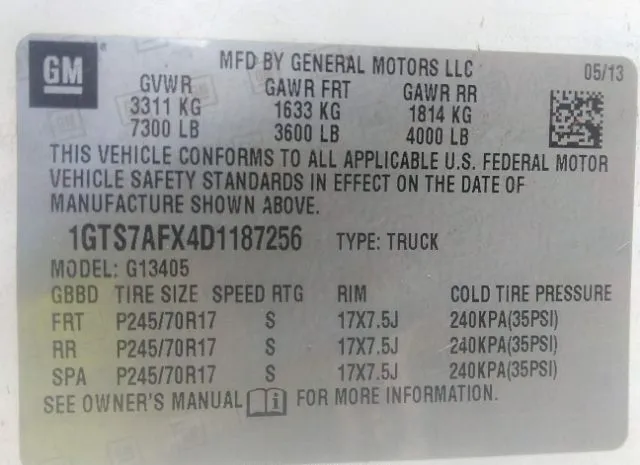 GM
MFD BY GENERAL MOTORS LLC 05/13
GVWR GAWR FRT GAWR RR
3311 KG 1633 KG 1814 KG
7300 LB 3600 LB 4000 LB
THIS VEHICLE CONFORMS TO ALL APPLICABLE U.S. FEDERAL MOTOR
VEHICLE SAFETY STANDARDS IN EFFECT ON THE DATE OF
MANUFACTURE SHOWN ABOVE.
1GTS7AFX4D1187256 TYPE: TRUCK
MODEL: G13405
GBBD TIRE SIZE SPEED RTG RIM COLD TIRE PRESSURE
FRT P245/70R17 S 17X7.5J 240KPA(35PSI)
RR P245/70R17 S 17X7.5J 240KPA(35PSI)
SPA P245/70R17 S 17X7.5J 240KPA(35PSI)
SEE OWNER'S MANUAL i FOR MORE INFORMATION.